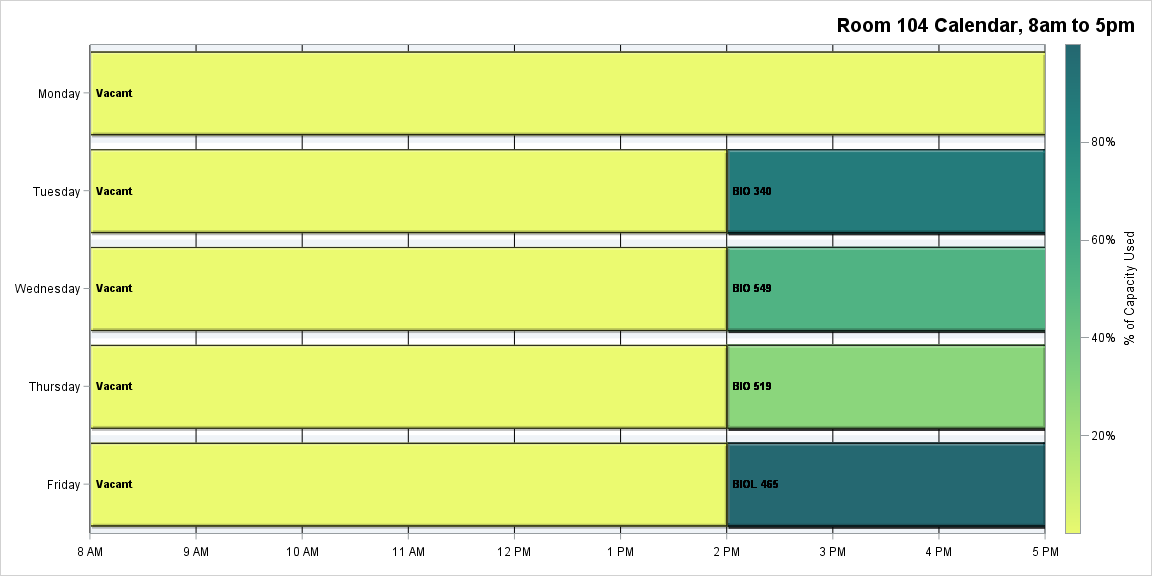 Room 104 Calendar, 8am to 5pm
Monday
Vacant
Tuesday
Vacant
BIO 340
Wednesday
Vacant
BIO 549
Thursday
Vacant
BIO 519
Friday
Vacant
BIOL 465
8 AM
9 AM
10 AM
11 AM
12 PM
1 PM
2 PM
3 PM
4 PM
5 PM
80%
60%
40%
20%
% of Capacity Used